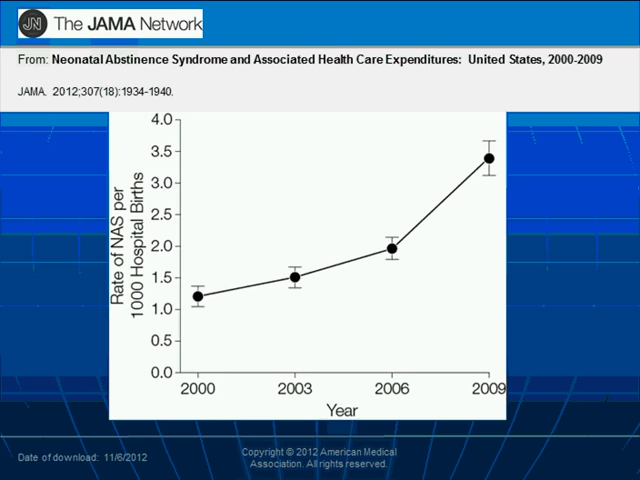 JN The JAMA Network
From: Neonatal Abstinence Syndrome and Associated Health Care Expenditures: United States, 2000-2009
JAMA. 2012;307(18):1934-1940.
4.0
3.5
3.0
2.5
2.0
1.5
1.0
0.5
0.0
Rate of NAS per
1000 Hospital Births
2000 2003 2006 2009
Year
Date of download: 11/6/2012
Copyright © 2012 American Medical
Association. All rights reserved.